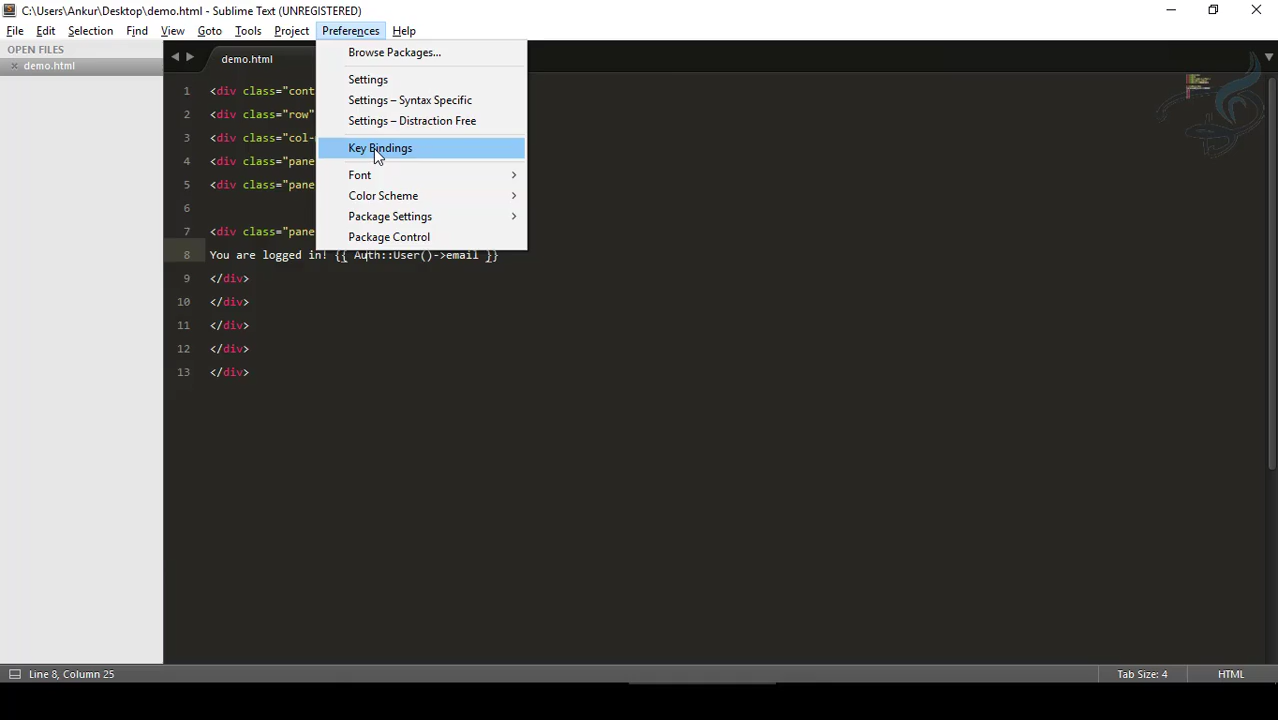 C:\Users\Ankur\Desktop\demo.html - Sublime Text (UNREGISTERED)
File Edit Selection Find View Goto Tools Project Preferences Help
OPEN FILES
demo.html
demo.html
Browse Packages...
Settings
Settings – Syntax Specific
Settings – Distraction Free
Key Bindings
Font
Color Scheme
Package Settings
Package Control
1 <div class="cont
2 <div class="row"
3 <div class="col-
4 <div class="pane
5 <div class="pane
6
7 <div class="pane
8 You are logged in! {{ Auth::User()->email }}
9 </div>
10 </div>
11 </div>
12 </div>
13 </div>
Line 8, Column 25
Tab Size: 4
HTML